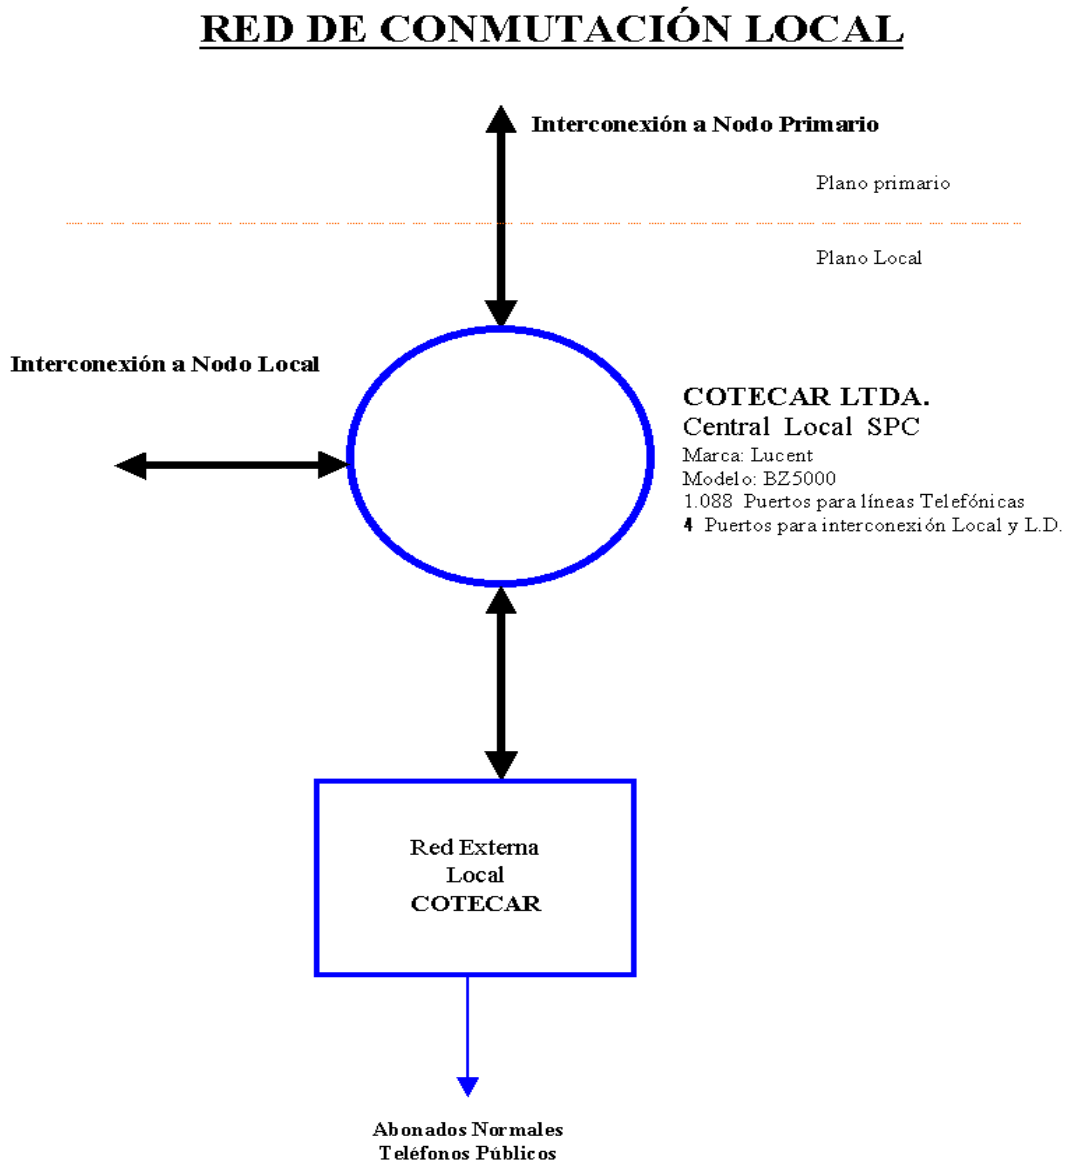 RED DE CONMUTACIÓN LOCAL
Interconexión a Nodo Primario
Plano primario
Plano Local
Interconexión a Nodo Local
COTECAR LTDA.
Central Local SPC
Marca: Lucent
Modelo: BZ5000
1.088 Puertos para líneas Telefónicas
4 Puertos para interconexión Local y L.D.
Red Externa
Local
COTECAR
Abonados Normales
Teléfonos Públicos